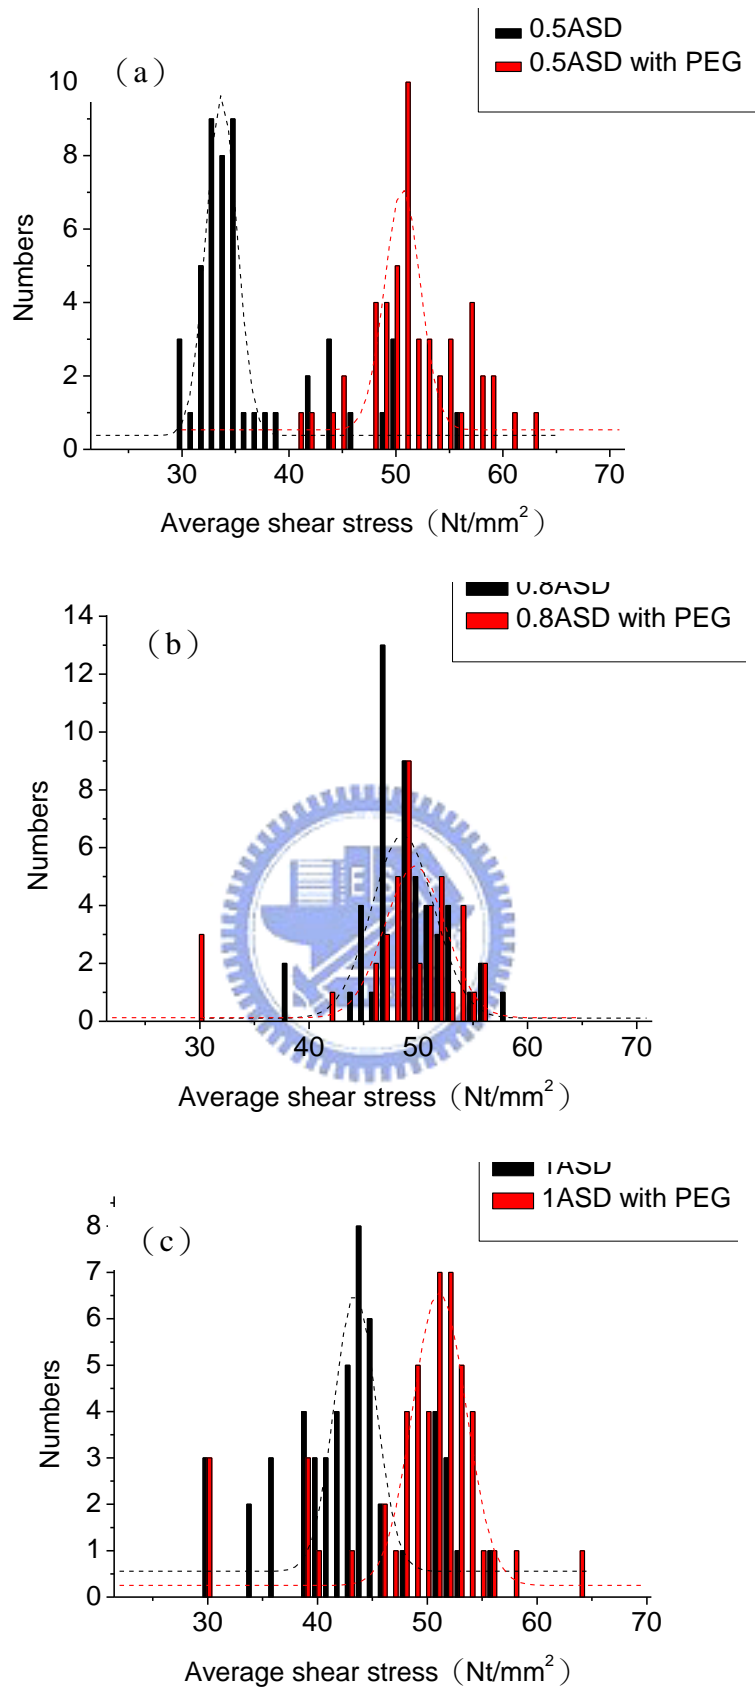 0.5ASD
0.5ASD with PEG
(a)
10
8
6
4
2
0
Numbers
30 40 50 60 70
Average shear stress（Nt/mm²）
0.8ASD
0.8ASD with PEG
(b)
14
12
10
8
6
4
2
0
Numbers
30 40 50 60 70
Average shear stress（Nt/mm²）
1ASD
1ASD with PEG
(c)
8
7
6
5
4
3
2
1
0
Numbers
30 40 50 60 70
Average shear stress（Nt/mm²）